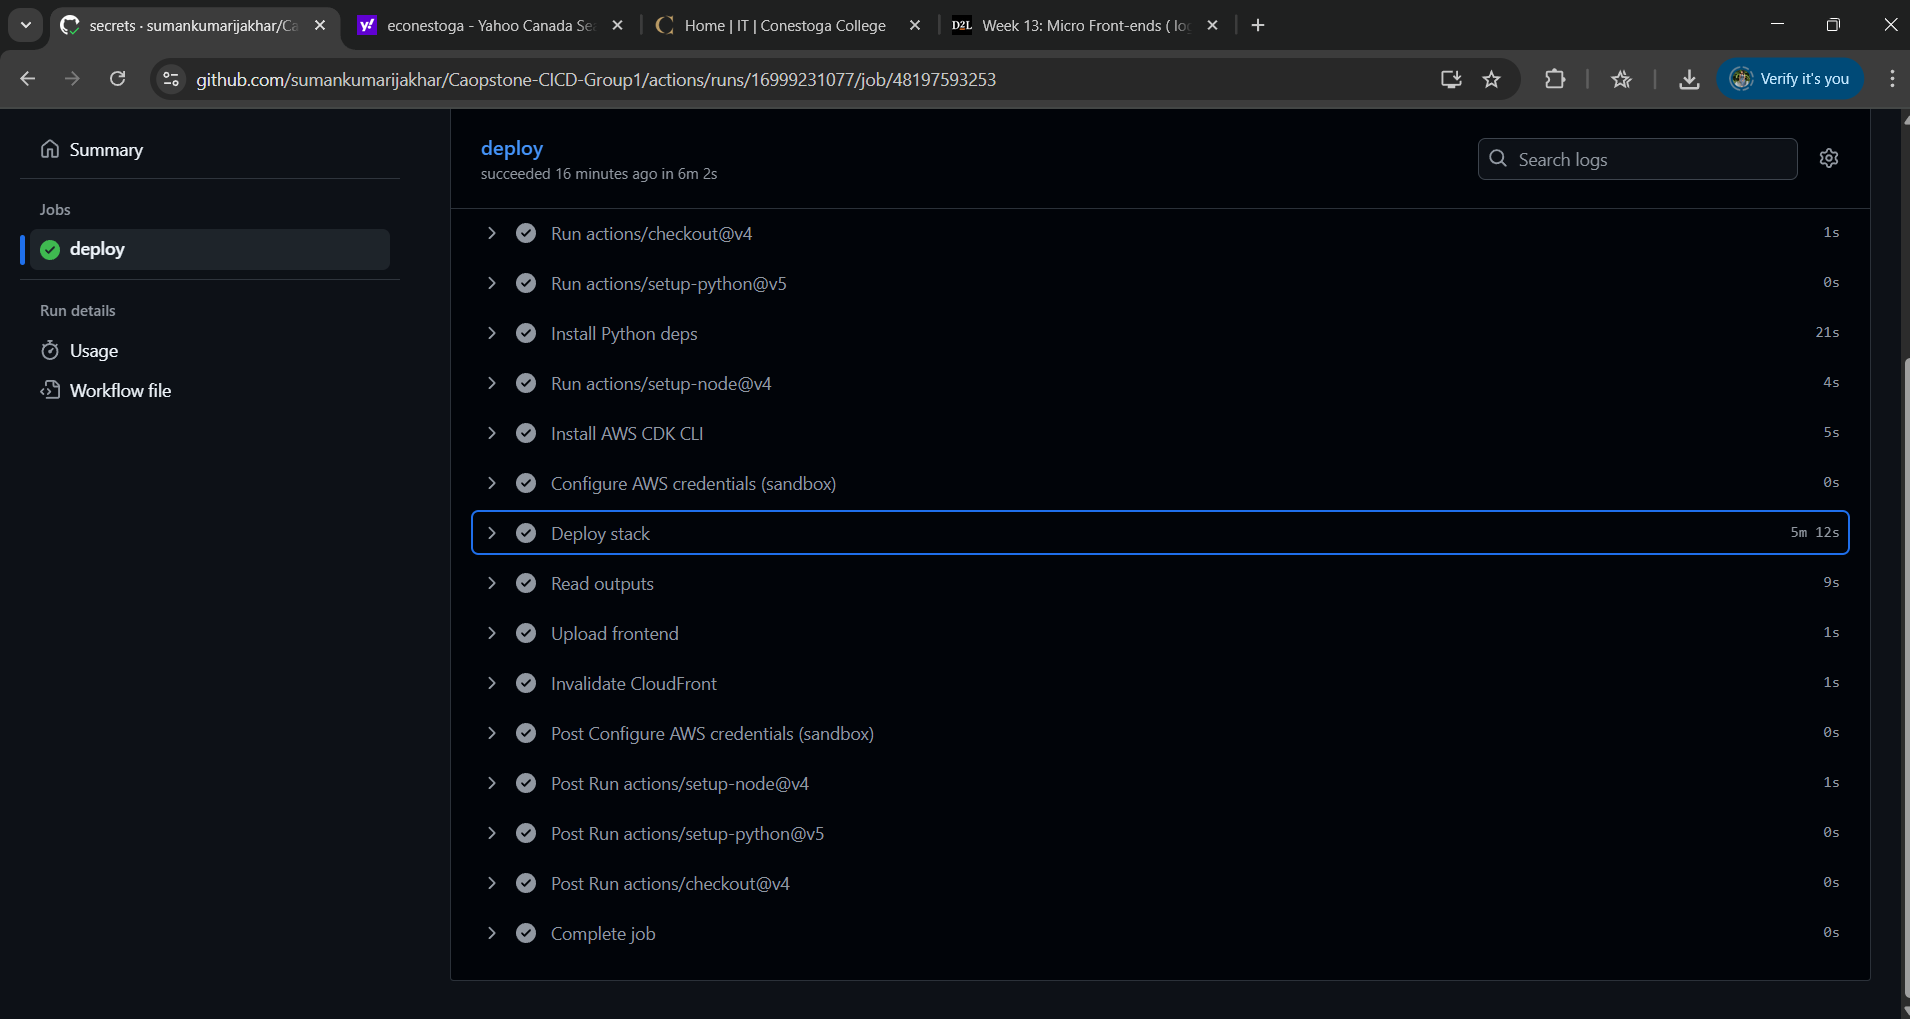 secrets · sumankumarijakhar/Ca
econestoga - Yahoo Canada Se
Home | IT | Conestoga College
D2L Week 13: Micro Front-ends ( lo
github.com/sumankumarijakhar/Caopstone-CICD-Group1/actions/runs/16999231077/job/48197593253
Verify it's you
Summary
Jobs
deploy
Run details
Usage
Workflow file
deploy
succeeded 16 minutes ago in 6m 2s
Search logs
Run actions/checkout@v4 1s
Run actions/setup-python@v5 0s
Install Python deps 21s
Run actions/setup-node@v4 4s
Install AWS CDK CLI 5s
Configure AWS credentials (sandbox) 0s
Deploy stack 5m 12s
Read outputs 9s
Upload frontend 1s
Invalidate CloudFront 1s
Post Configure AWS credentials (sandbox) 0s
Post Run actions/setup-node@v4 1s
Post Run actions/setup-python@v5 0s
Post Run actions/checkout@v4 0s
Complete job 0s